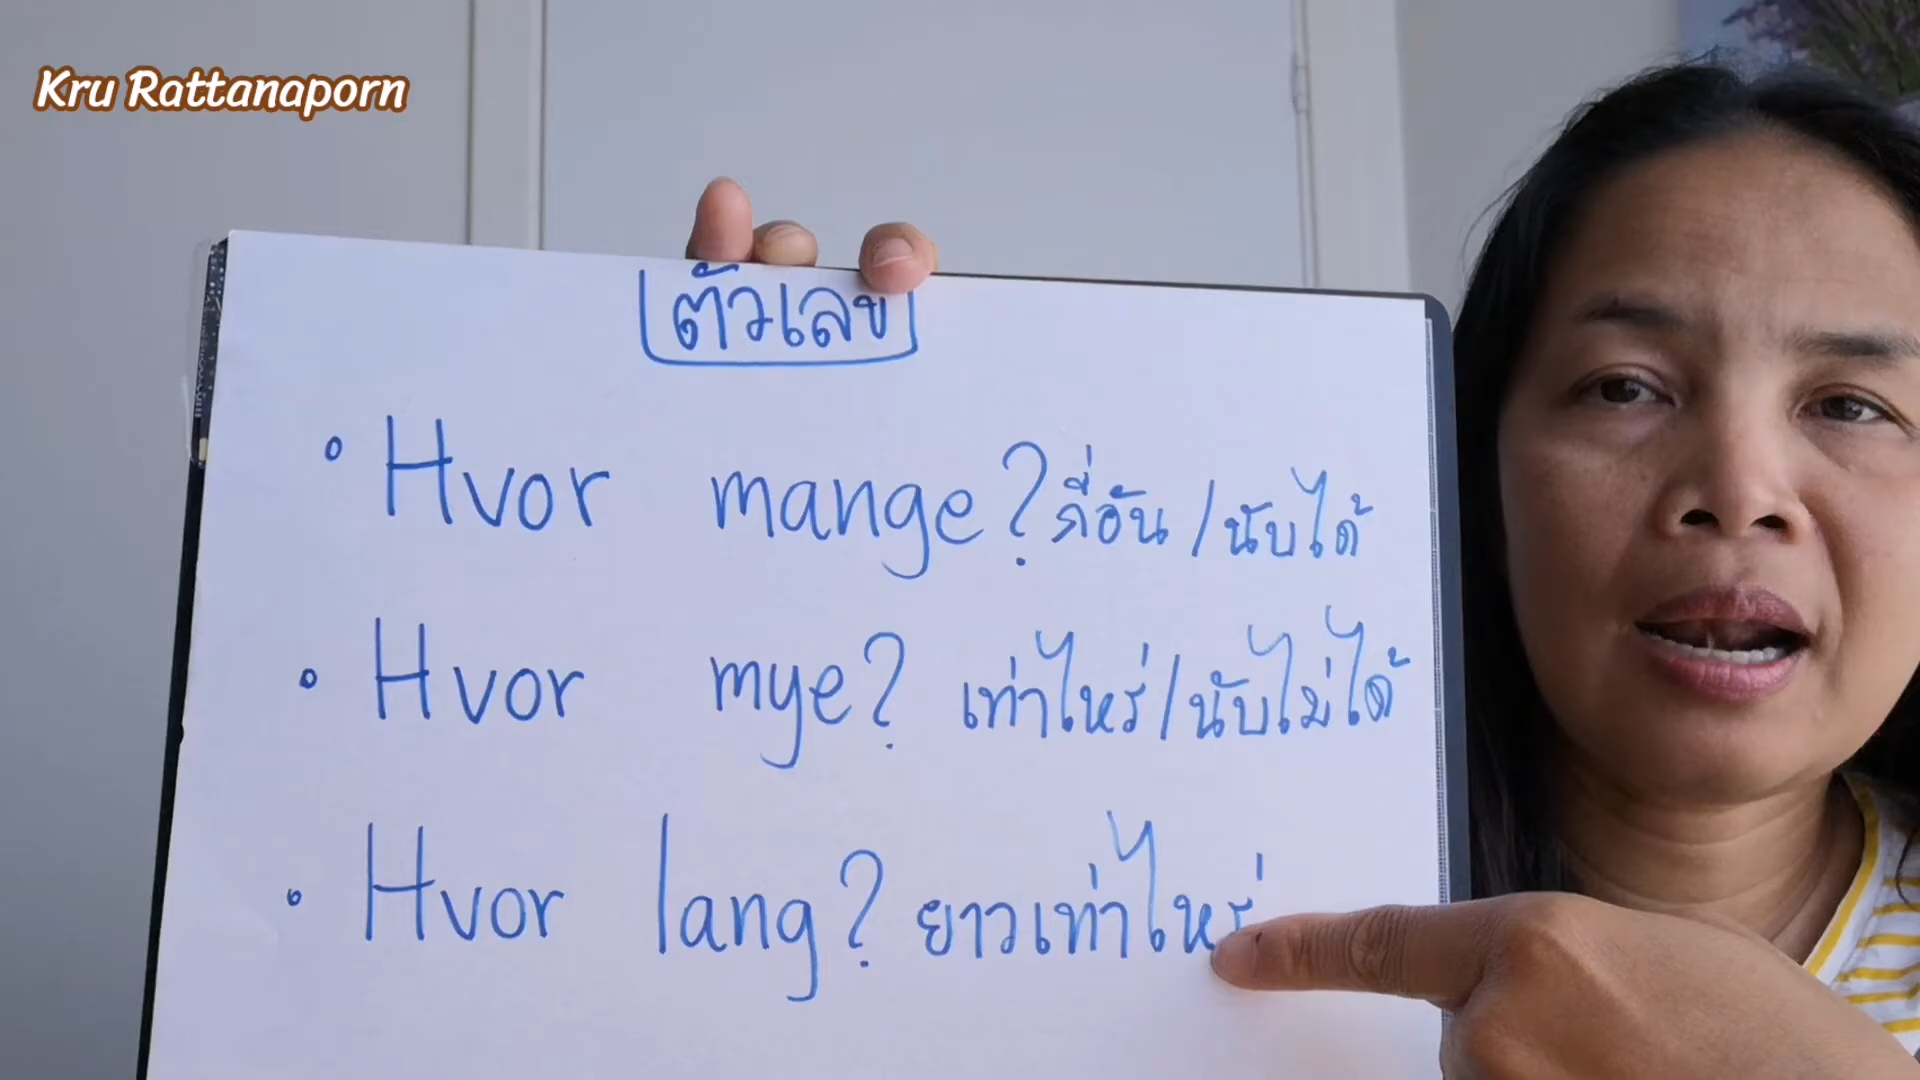 Kru Rattanaporn
ตัวเลข
• Hvor mange? กี่อัน / นับได้
• Hvor mye? เท่าไหร่ / นับไม่ได้
• Hvor lang? ยาวเท่าไหร่